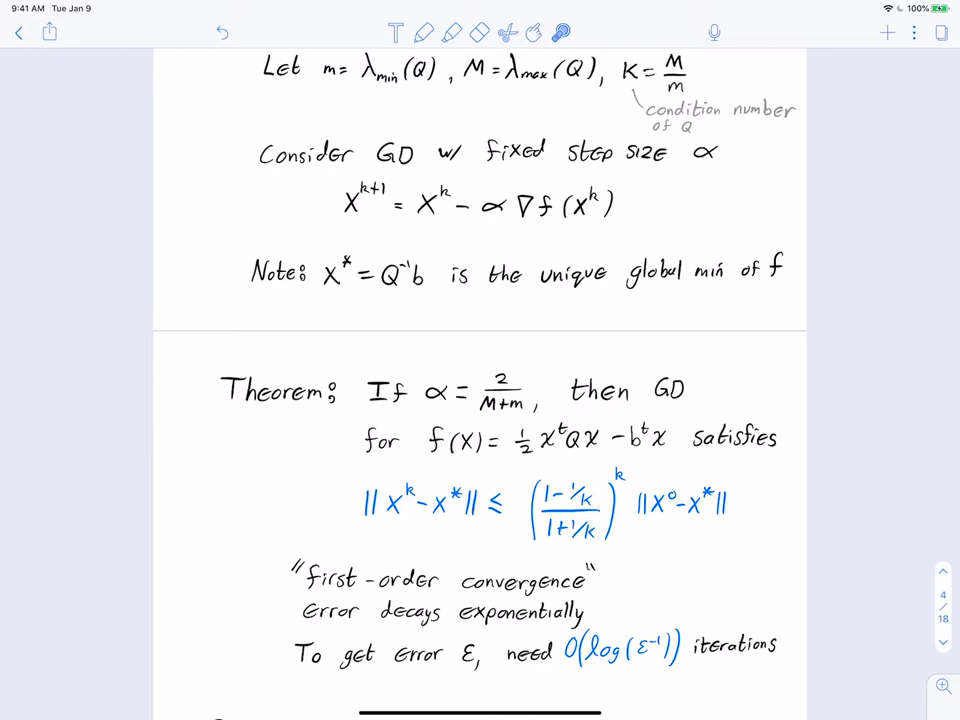 9:41 AM Tue Jan 9
100%
Let m = λmin(Q), M = λmax(Q), K = M/m
condition number
of Q
Consider GD w/ fixed step size α
X^{k+1} = X^k − α ∇f(X^k)
Note: X* = Q⁻¹b is the unique global min of f
Theorem: If α = 2/(M+m), then GD
for f(X) = ½ X^t Q X − b^t X satisfies
||X^k − X*|| ≤ ((1 − 1/K)/(1 + 1/K))^k ||X⁰ − X*||
"first-order convergence"
Error decays exponentially
To get error ε, need O(log(ε⁻¹)) iterations
4
/
18